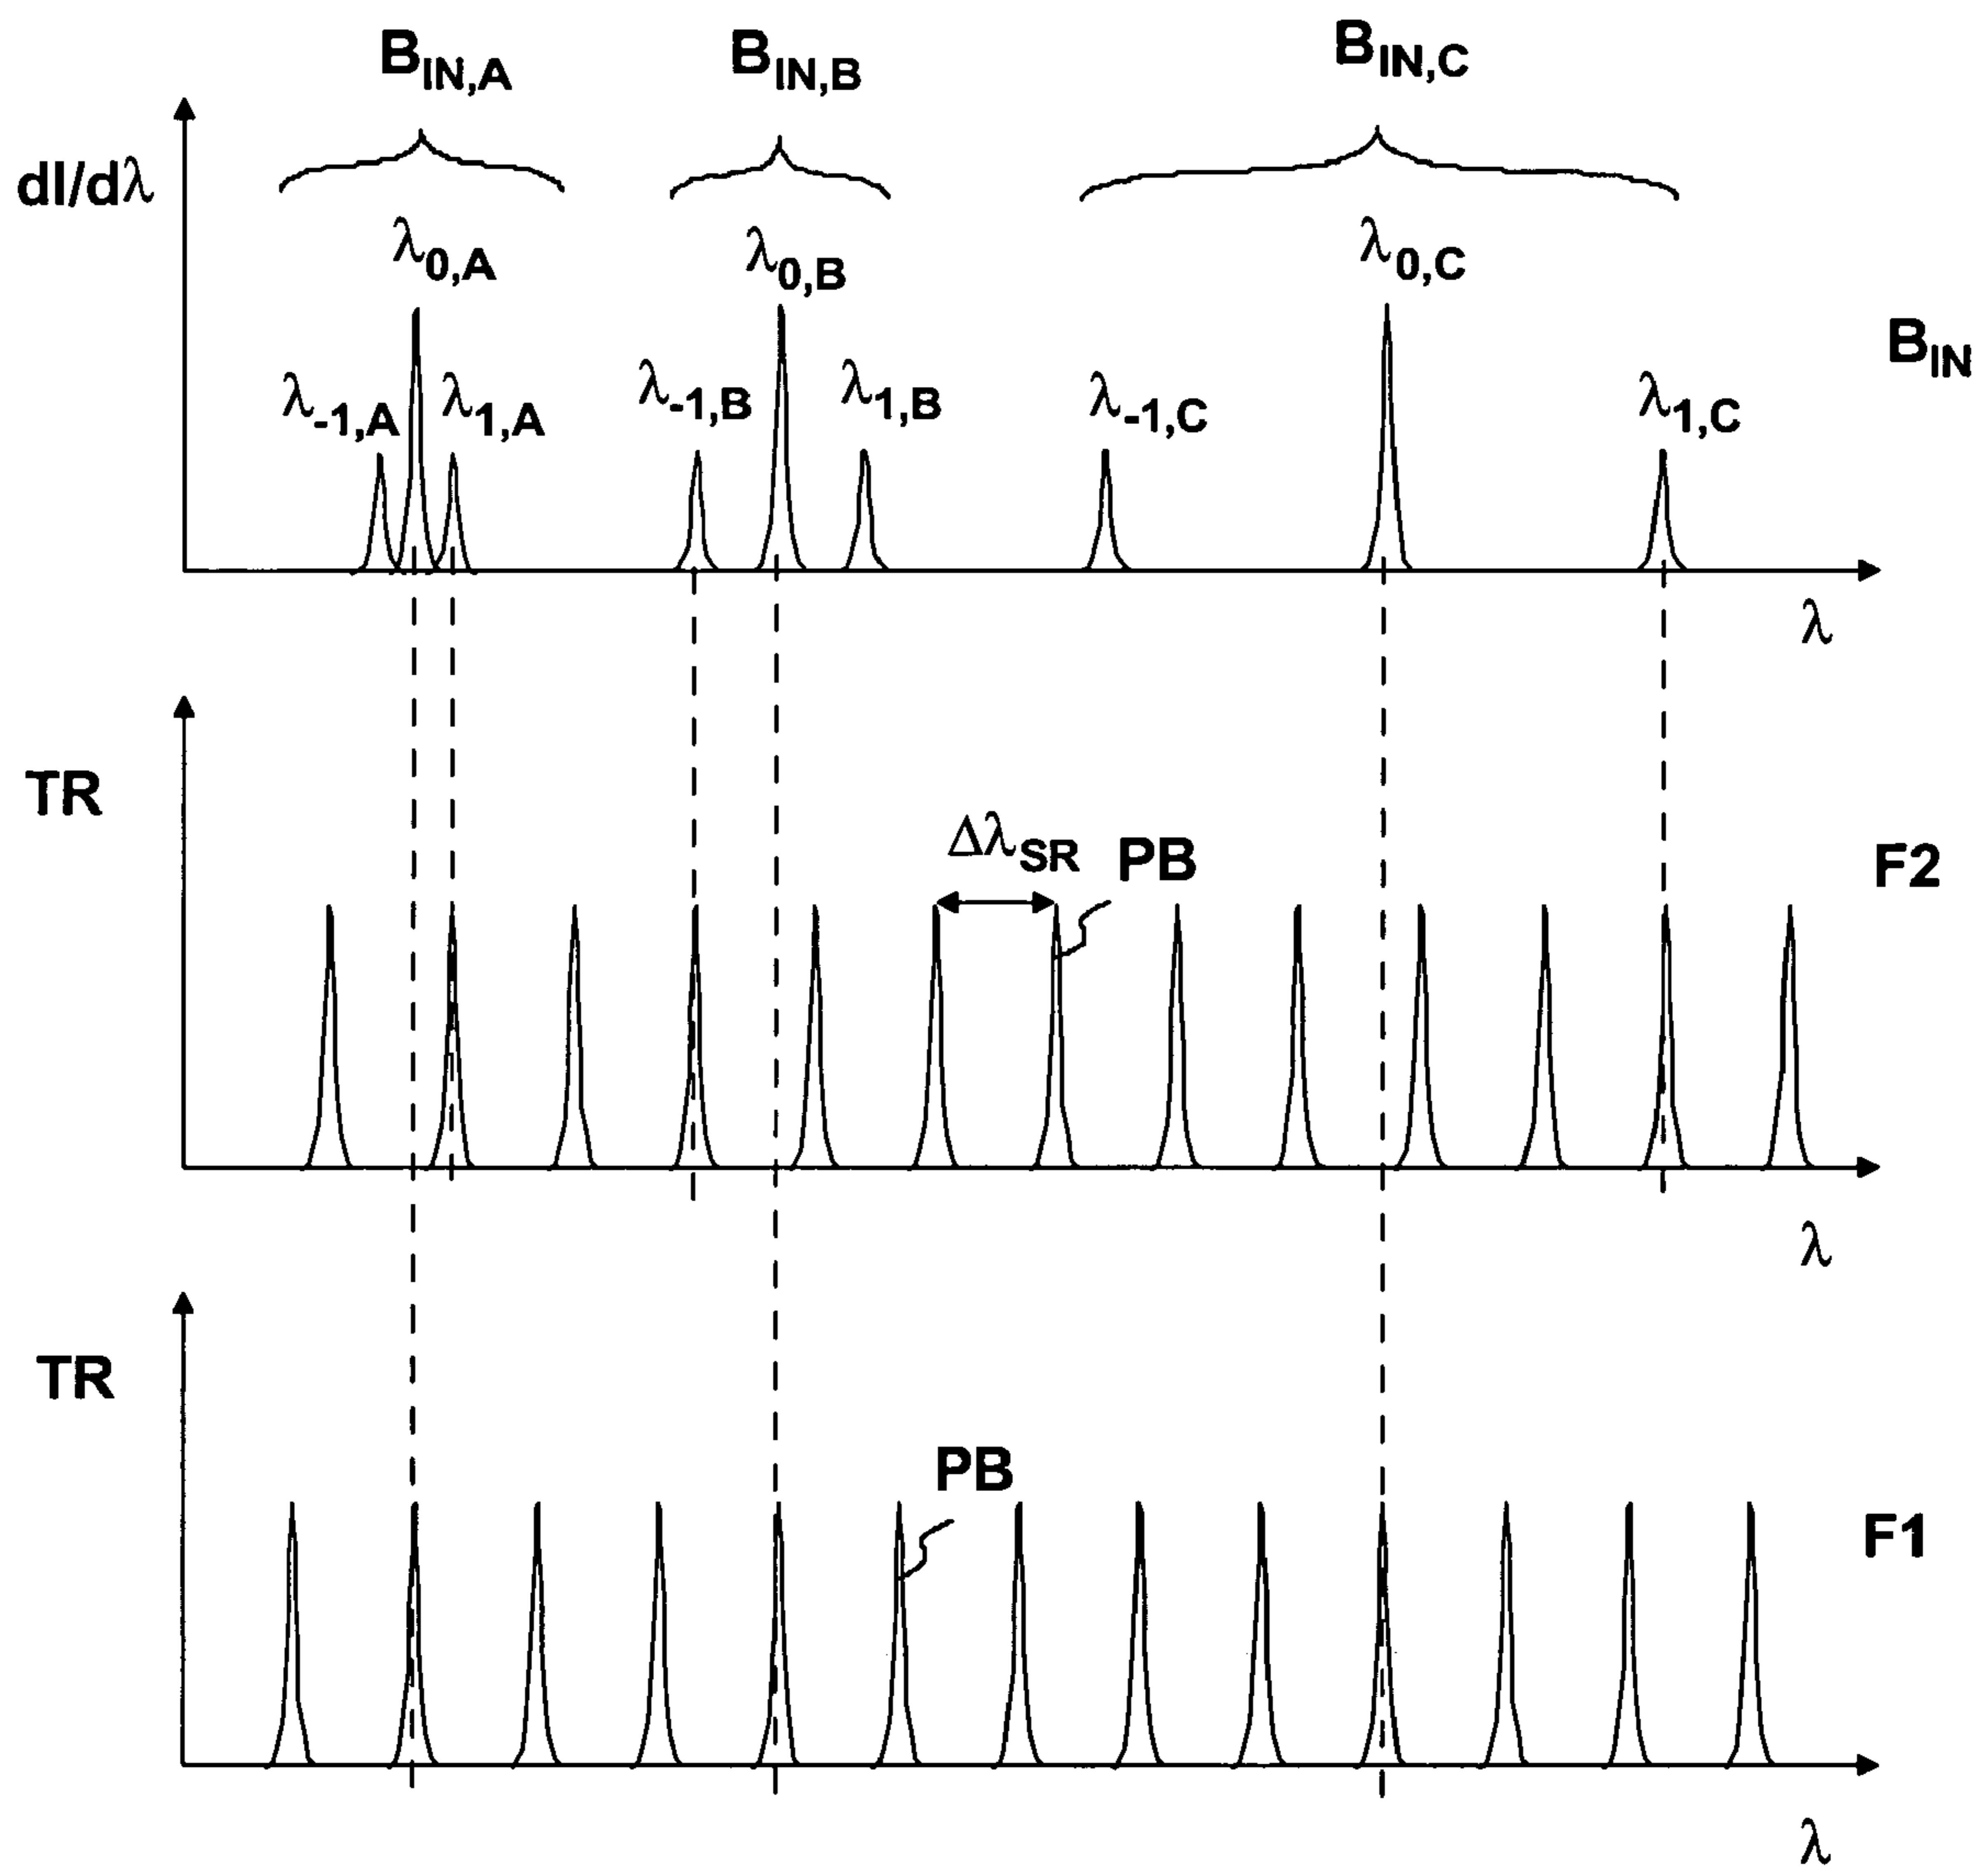 B_IN,A B_IN,B B_IN,C
dI/dλ
λ_0,A λ_0,B λ_0,C
B_IN
λ_-1,A λ_1,A λ_-1,B λ_1,B λ_-1,C λ_1,C
λ
TR
Δλ_SR PB
F2
λ
TR
PB
F1
λ